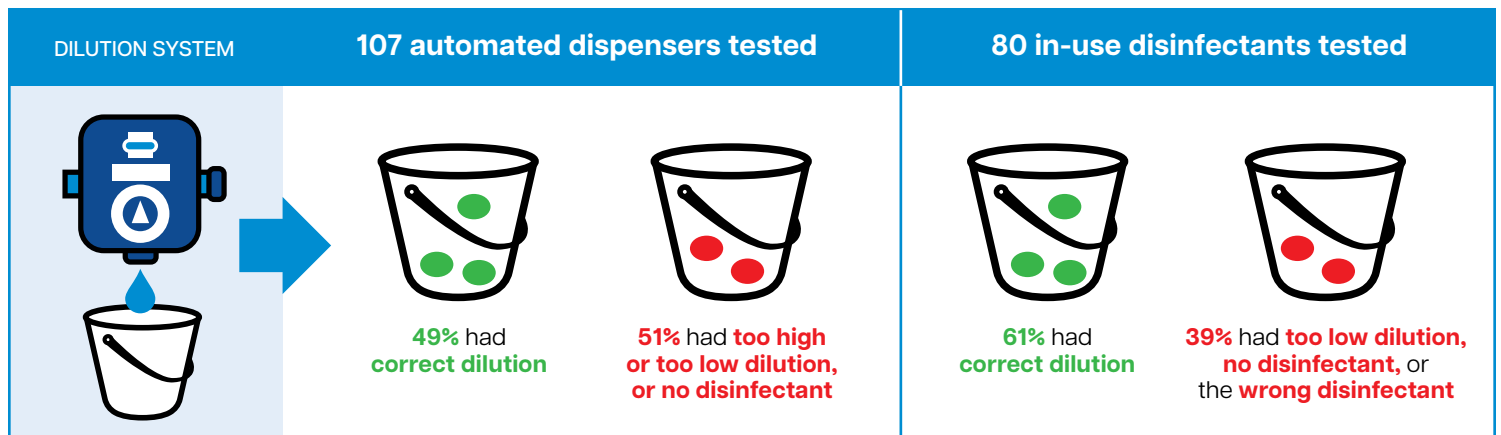 DILUTION SYSTEM
107 automated dispensers tested
80 in-use disinfectants tested
49% had
correct dilution
51% had too high
or too low dilution,
or no disinfectant
61% had
correct dilution
39% had too low dilution,
no disinfectant, or
the wrong disinfectant